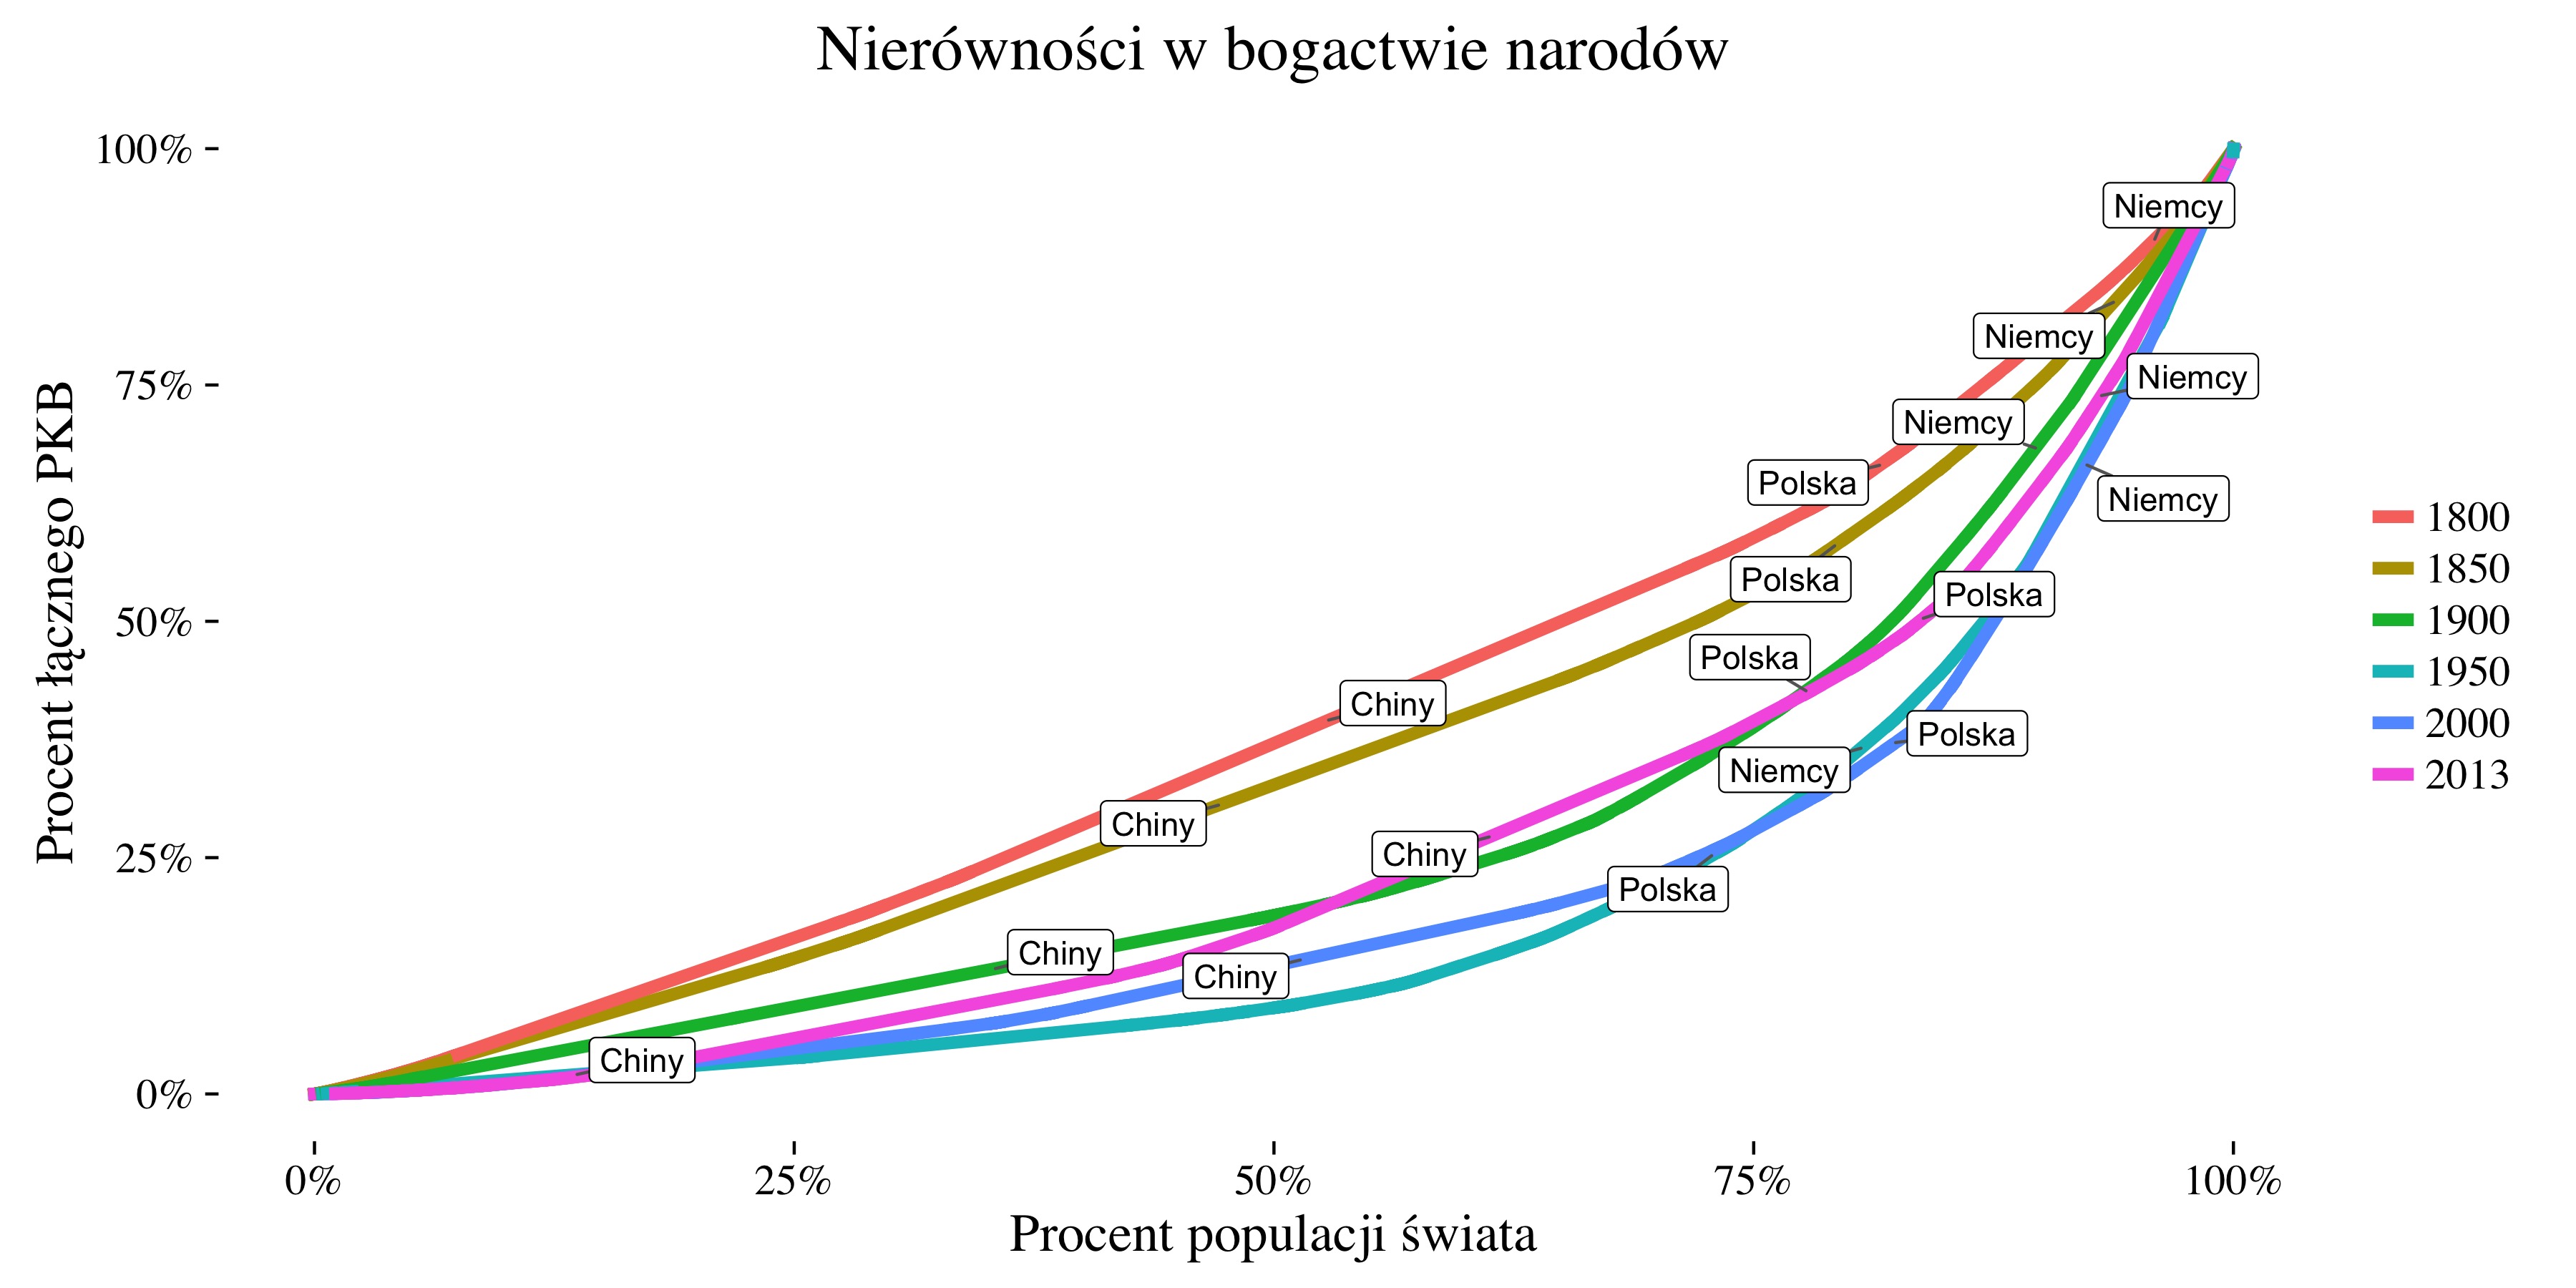 Nierówności w bogactwie narodów
Procent łącznego PKB
100%
75%
50%
25%
0%
Niemcy
Niemcy
Niemcy
Niemcy
Polska
Niemcy
Polska
Polska
Polska
Chiny
Polska
Niemcy
Chiny
Chiny
Polska
Chiny
Chiny
Chiny
1800
1850
1900
1950
2000
2013
0%
25%
50%
75%
100%
Procent populacji świata